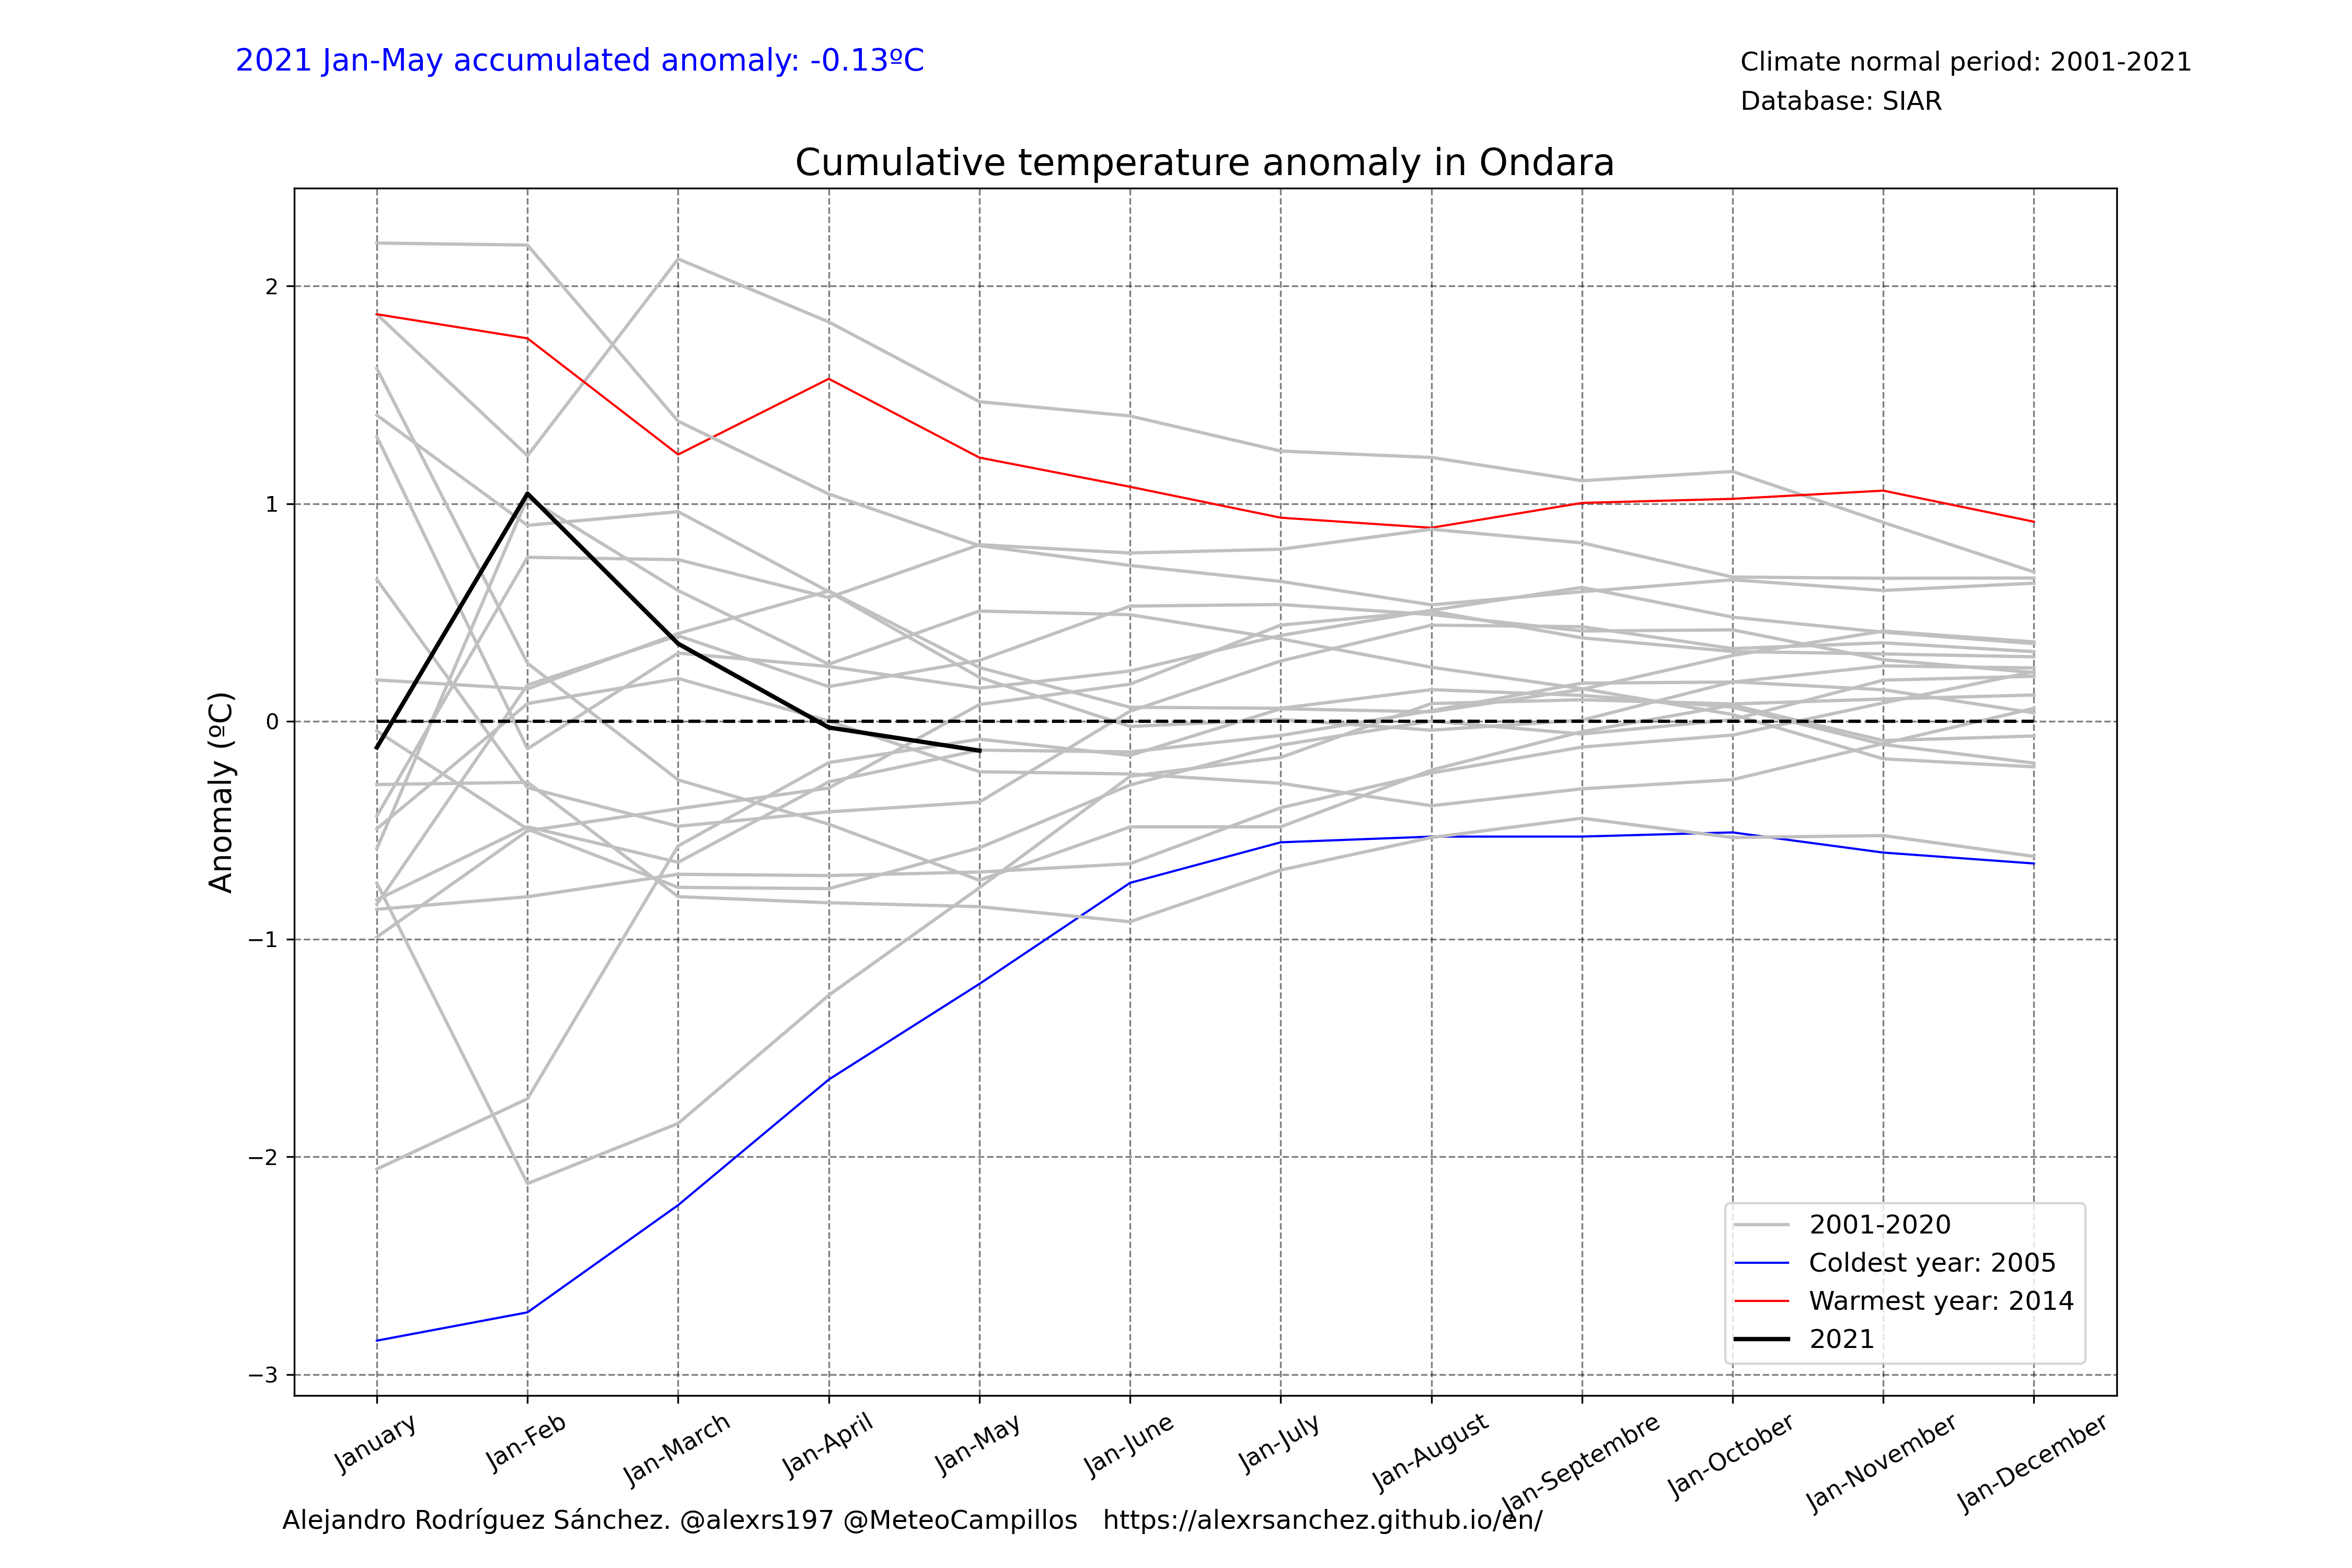 2021 Jan-May accumulated anomaly: -0.13ºC
Climate normal period: 2001-2021
Database: SIAR
Cumulative temperature anomaly in Ondara
Anomaly (ºC)
2
1
0
−1
−2
−3
2001-2020
Coldest year: 2005
Warmest year: 2014
2021
January
Jan-Feb
Jan-March
Jan-April
Jan-May
Jan-June
Jan-July
Jan-August
Jan-Septembre
Jan-October
Jan-November
Jan-December
Alejandro Rodríguez Sánchez. @alexrs197 @MeteoCampillos https://alexrsanchez.github.io/en/